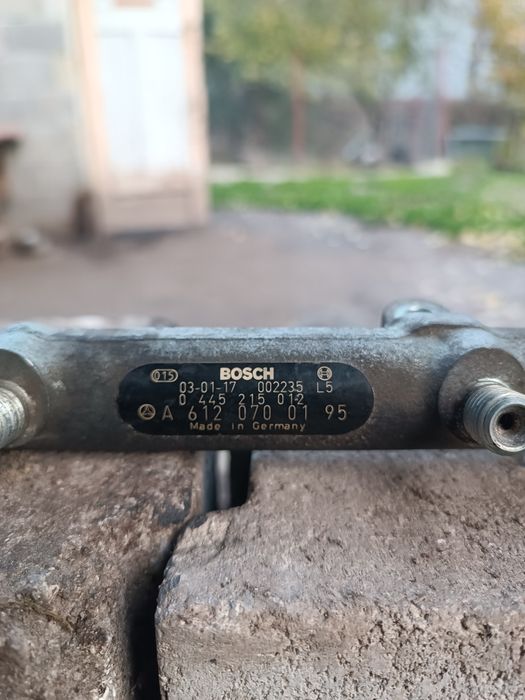 015 BOSCH
03-01-17 002235 L5
0 445 215 012
A 612 070 01 95
Made in Germany